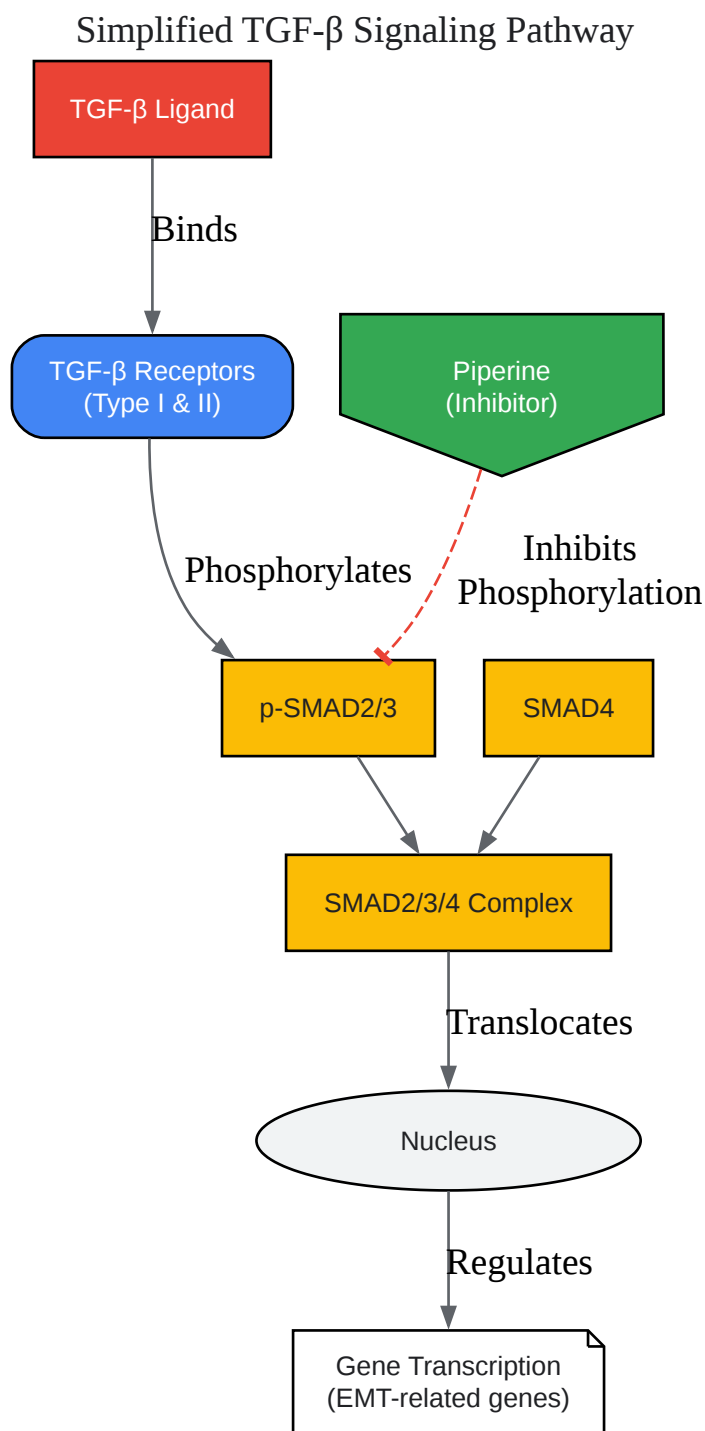 Simplified TGF-β Signaling Pathway
TGF-β Ligand
Binds
TGF-β Receptors
(Type I & II)
Piperine
(Inhibitor)
Phosphorylates
Inhibits
Phosphorylation
p-SMAD2/3
SMAD4
SMAD2/3/4 Complex
Translocates
Nucleus
Regulates
Gene Transcription
(EMT-related genes)